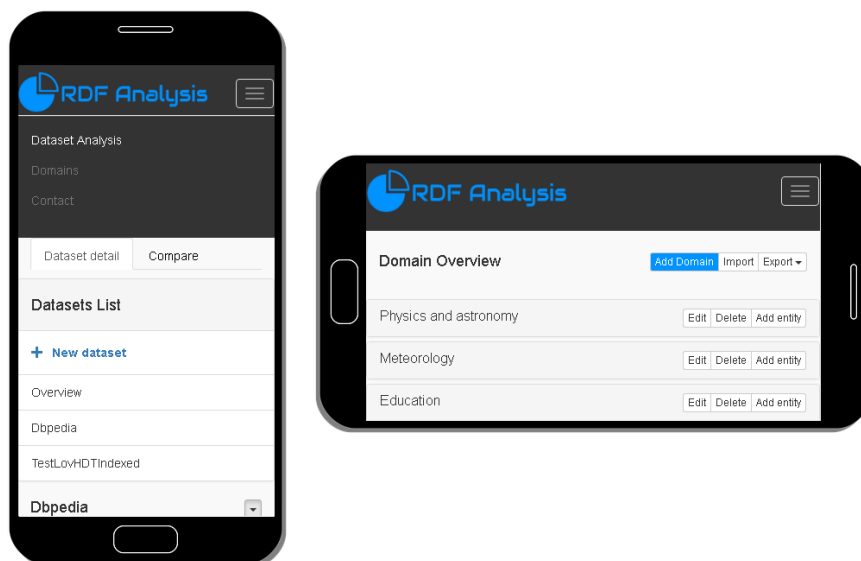 RDF Analysis
Dataset Analysis
Domains
Contact
Dataset detail Compare
Datasets List
+ New dataset
Overview
Dbpedia
TestLovHDTIndexed
Dbpedia
RDF Analysis
Domain Overview Add Domain Import Export
Physics and astronomy Edit Delete Add entity
Meteorology Edit Delete Add entity
Education Edit Delete Add entity